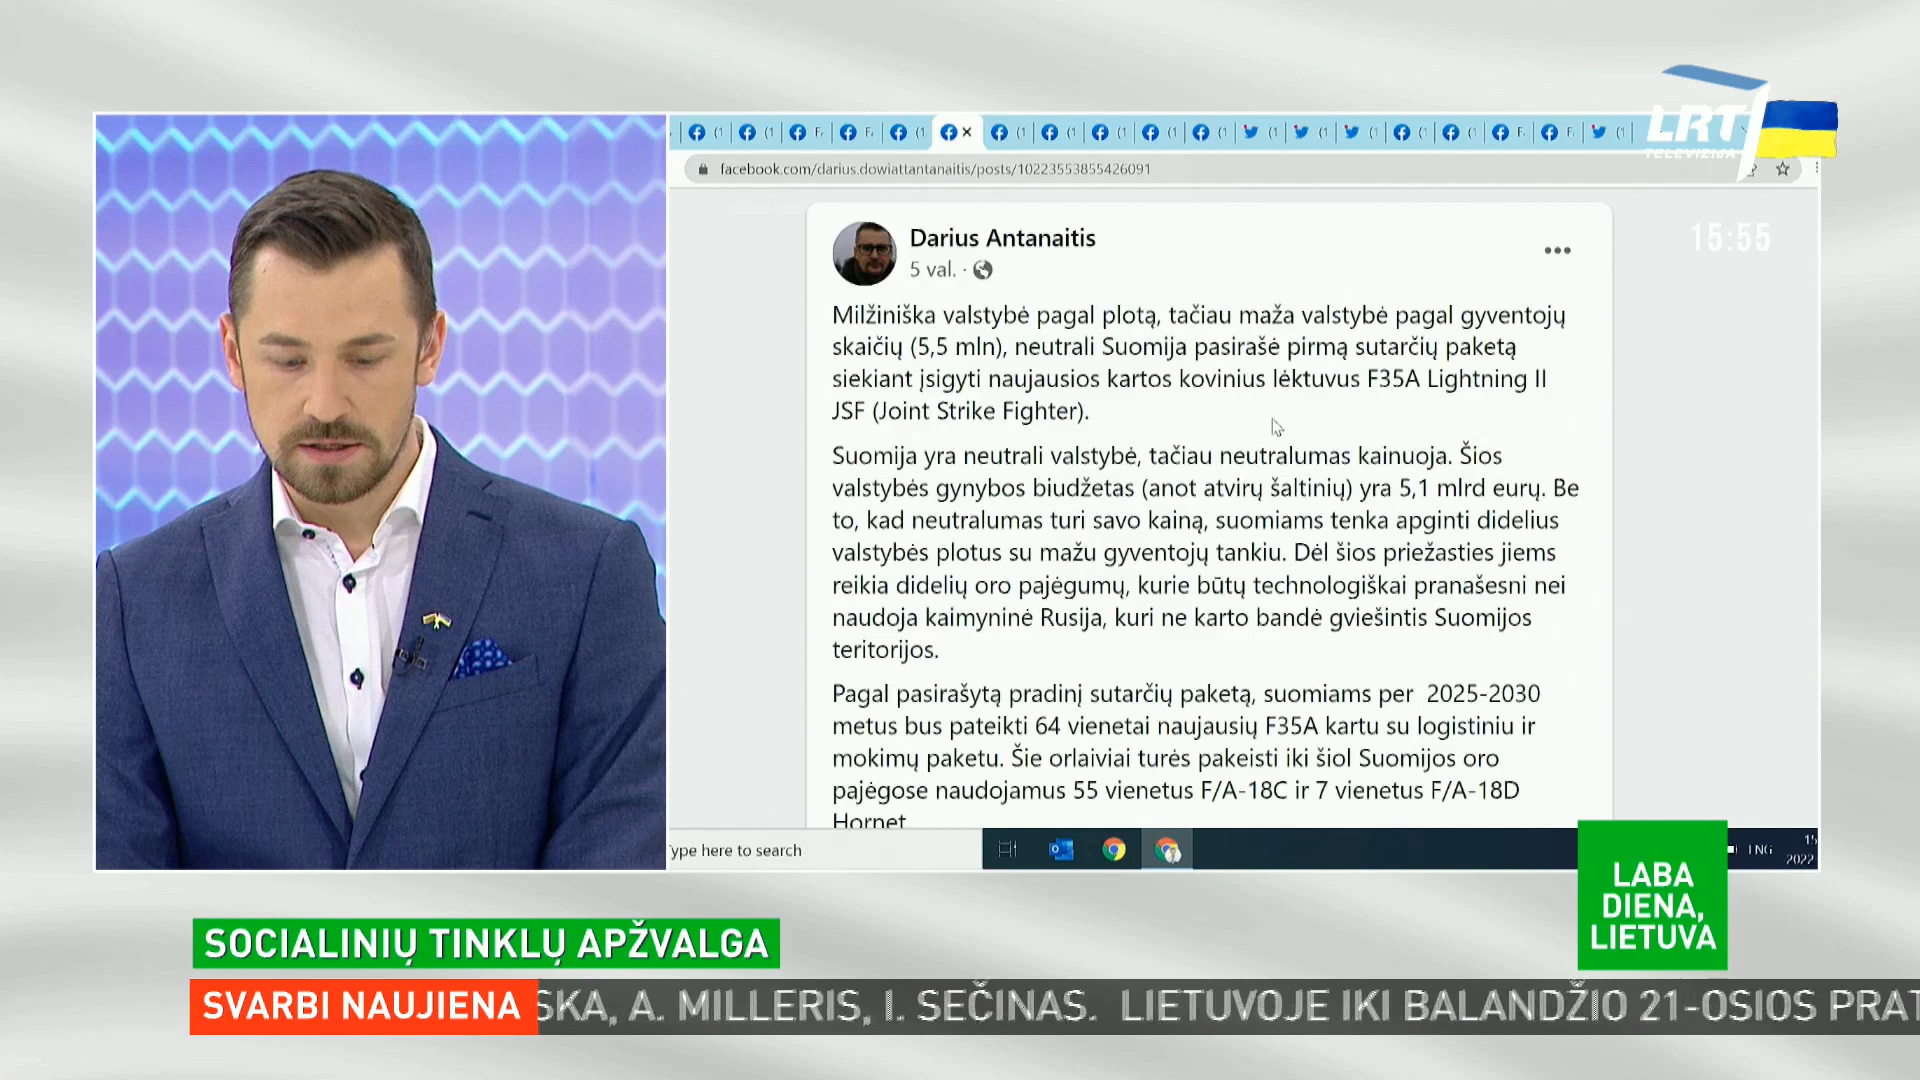 LRT
TELEVIZIJA
facebook.com/darius.dowiattantanaitis/posts/10223553855426091
15:55
Darius Antanaitis
5 val. ·
Milžiniška valstybė pagal plotą, tačiau maža valstybė pagal gyventojų
skaičių (5,5 mln), neutrali Suomija pasirašė pirmą sutarčių paketą
siekiant įsigyti naujausios kartos kovinius lėktuvus F35A Lightning II
JSF (Joint Strike Fighter).
Suomija yra neutrali valstybė, tačiau neutralumas kainuoja. Šios
valstybės gynybos biudžetas (anot atvirų šaltinių) yra 5,1 mlrd eurų. Be
to, kad neutralumas turi savo kainą, suomiams tenka apginti didelius
valstybės plotus su mažu gyventojų tankiu. Dėl šios priežasties jiems
reikia didelių oro pajėgumų, kurie būtų technologiškai pranašesni nei
naudoja kaimyninė Rusija, kuri ne karto bandė gviešintis Suomijos
teritorijos.
Pagal pasirašytą pradinį sutarčių paketą, suomiams per 2025-2030
metus bus pateikti 64 vienetai naujausių F35A kartu su logistiniu ir
mokimų paketu. Šie orlaiviai turės pakeisti iki šiol Suomijos oro
pajėgose naudojamus 55 vienetus F/A-18C ir 7 vienetus F/A-18D
Hornet
ype here to search
ENG
2022
LABA
DIENA,
LIETUVA
SOCIALINIŲ TINKLŲ APŽVALGA
SVARBI NAUJIENA
SKA, A. MILLERIS, I. SEČINAS. LIETUVOJE IKI BALANDŽIO 21-OSIOS PRAT